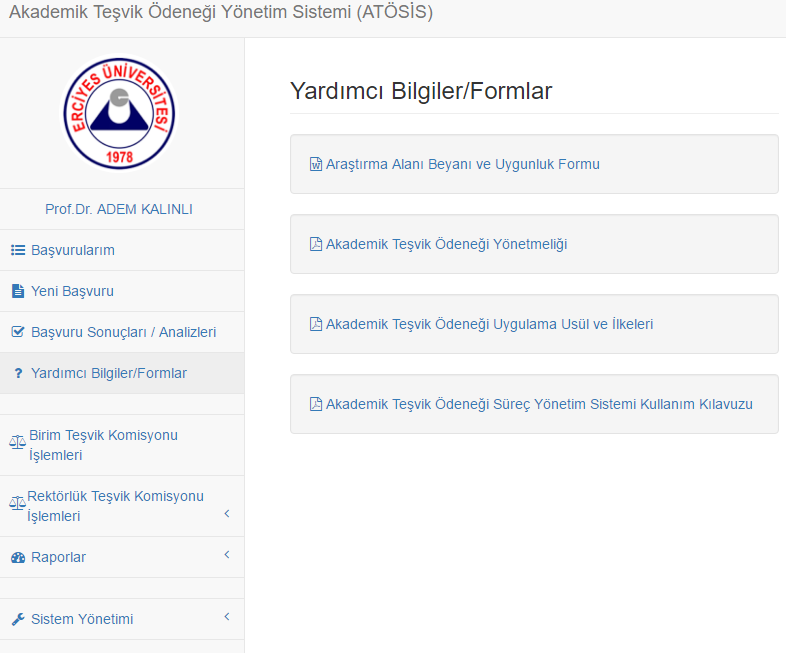 Akademik Teşvik Ödeneği Yönetim Sistemi (ATÖSİS)
ERCİYES ÜNİVERSİTESİ
1978
Prof.Dr. ADEM KALINLI
Başvurularım
Yeni Başvuru
Başvuru Sonuçları / Analizleri
Yardımcı Bilgiler/Formlar
Birim Teşvik Komisyonu
İşlemleri
Rektörlük Teşvik Komisyonu
İşlemleri
Raporlar
Sistem Yönetimi
Yardımcı Bilgiler/Formlar
Araştırma Alanı Beyanı ve Uygunluk Formu
Akademik Teşvik Ödeneği Yönetmeliği
Akademik Teşvik Ödeneği Uygulama Usül ve İlkeleri
Akademik Teşvik Ödeneği Süreç Yönetim Sistemi Kullanım Kılavuzu